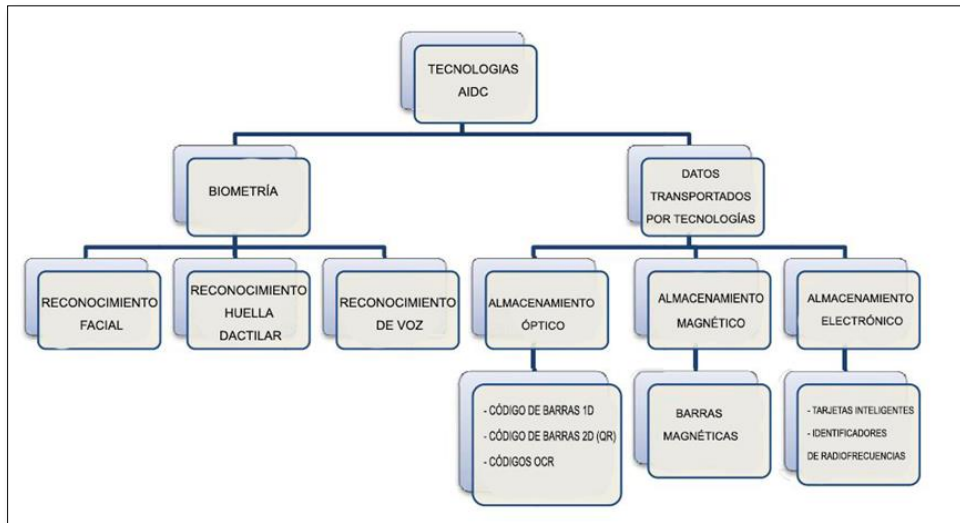 TECNOLOGIAS
AIDC
BIOMETRÍA
DATOS
TRANSPORTADOS
POR TECNOLOGÍAS
RECONOCIMIENTO
FACIAL
RECONOCIMIENTO
HUELLA
DACTILAR
RECONOCIMIENTO
DE VOZ
ALMACENAMIENTO
ÓPTICO
ALMACENAMIENTO
MAGNÉTICO
ALMACENAMIENTO
ELECTRÓNICO
- CÓDIGO DE BARRAS 1D
- CÓDIGO DE BARRAS 2D (QR)
- CÓDIGOS OCR
BARRAS
MAGNÉTICAS
- TARJETAS INTELIGENTES
- IDENTIFICADORES
DE RADIOFRECUENCIAS